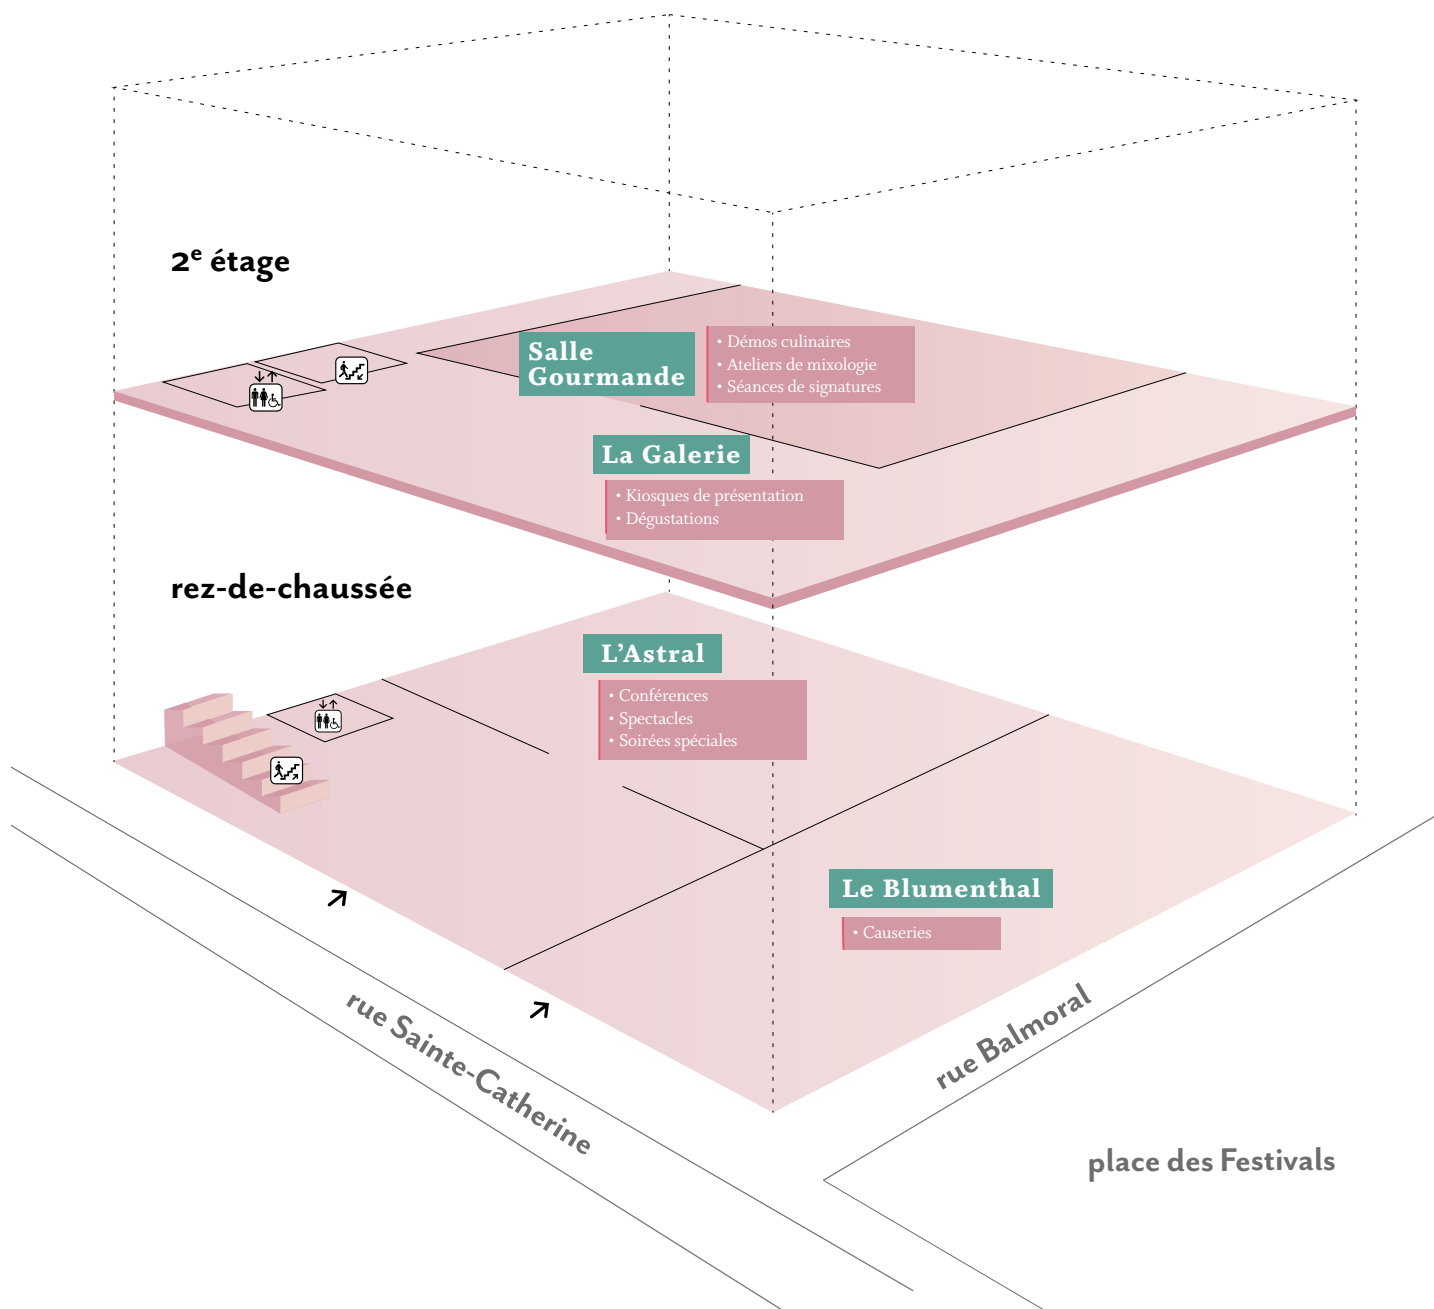 2e étage
Salle
Gourmande
• Démos culinaires
• Ateliers de mixologie
• Séances de signatures
La Galerie
• Kiosques de présentation
• Dégustations
rez-de-chaussée
L’Astral
• Conférences
• Spectacles
• Soirées spéciales
Le Blumenthal
• Causeries
rue Sainte-Catherine
rue Balmoral
place des Festivals